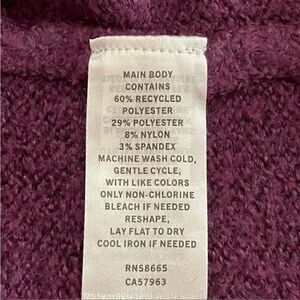 MAIN BODY
CONTAINS
60% RECYCLED
POLYESTER
29% POLYESTER
8% NYLON
3% SPANDEX
MACHINE WASH COLD,
GENTLE CYCLE,
WITH LIKE COLORS
ONLY NON-CHLORINE
BLEACH IF NEEDED
RESHAPE,
LAY FLAT TO DRY
COOL IRON IF NEEDED
RN58665
CA57963